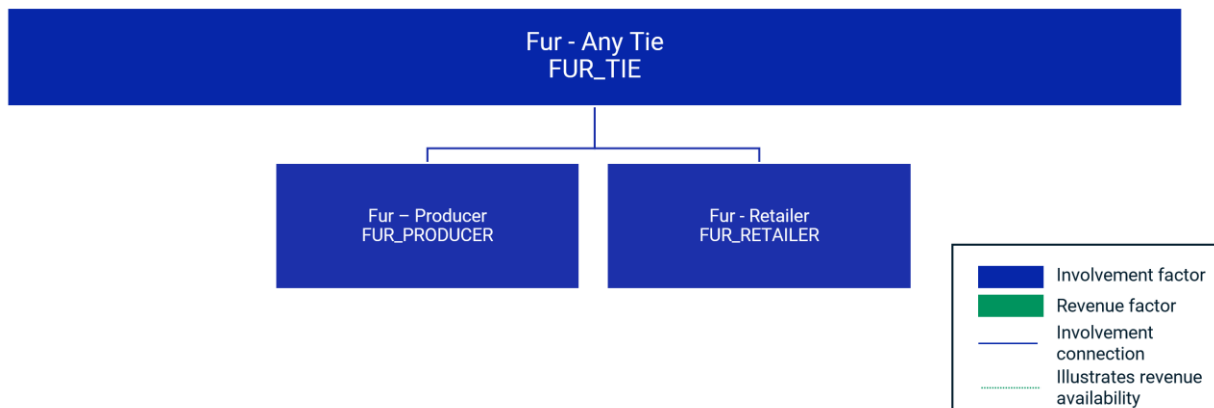 Fur - Any Tie
FUR_TIE
Fur – Producer
FUR_PRODUCER
Fur - Retailer
FUR_RETAILER
Involvement factor
Revenue factor
Involvement
connection
Illustrates revenue
availability